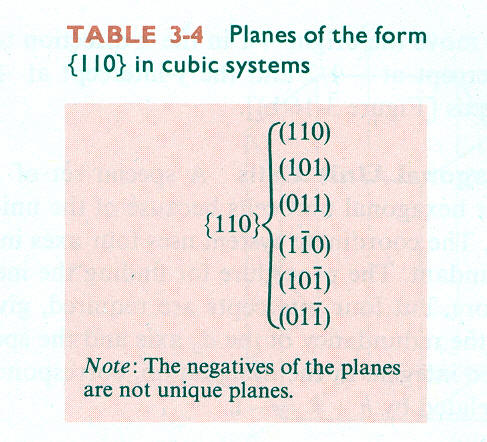 TABLE 3-4 Planes of the form
{110} in cubic systems
(110)
(101)
(011)
{110}
(11̄0)
(101̄)
(011̄)
Note: The negatives of the planes
are not unique planes.